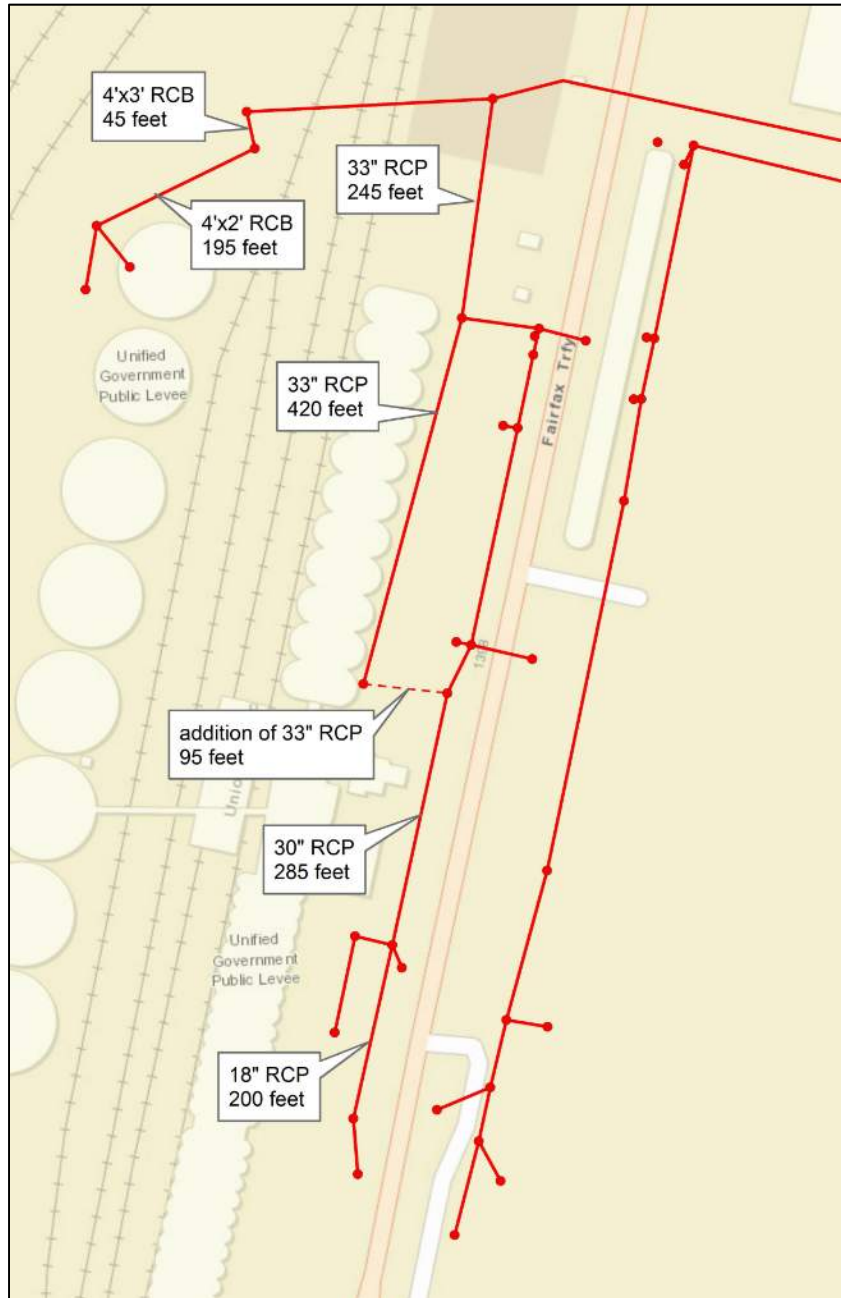 4'x3' RCB
45 feet
33" RCP
245 feet
4'x2' RCB
195 feet
Unified
Government
Public Levee
33" RCP
420 feet
Fairfax Trfy
addition of 33" RCP
95 feet
30" RCP
285 feet
Unified
Government
Public Levee
18" RCP
200 feet